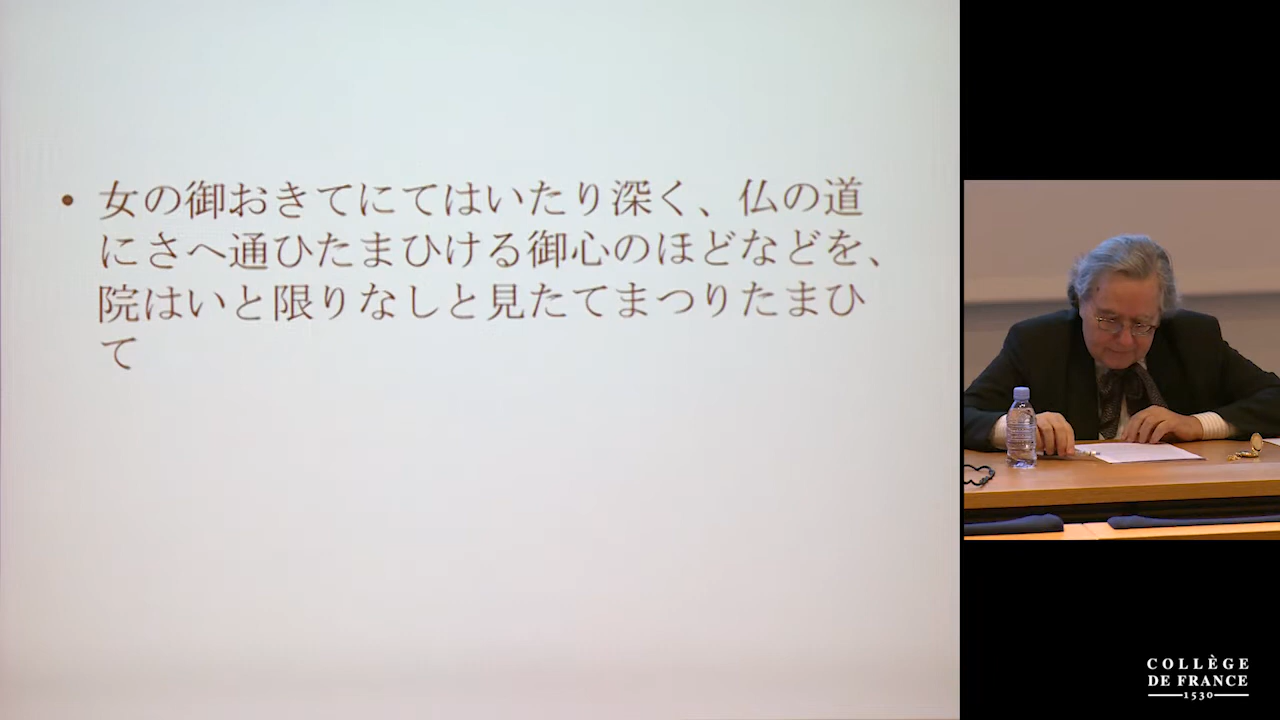 • 女の御おきてにてはいたり深く、仏の道
にさへ通ひたまひける御心のほどなどを、
院はいと限りなしと見たてまつりたまひ
て
COLLÈGE
DE FRANCE
1530